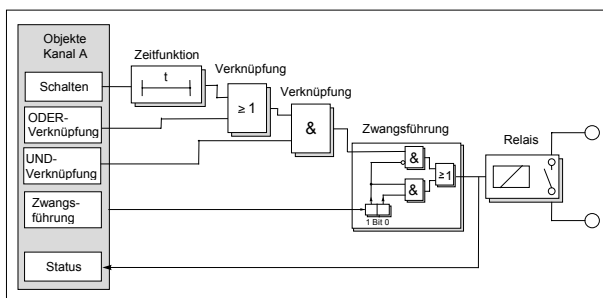 Objekte
Kanal A
Zeitfunktion
Verknüpfung
Schalten
t
Verknüpfung
ODER-
Verknüpfung
≥ 1
&
Zwangsführung
UND-
Verknüpfung
Relais
&
≥1
&
Zwangs-
führung
1 Bit 0
Status